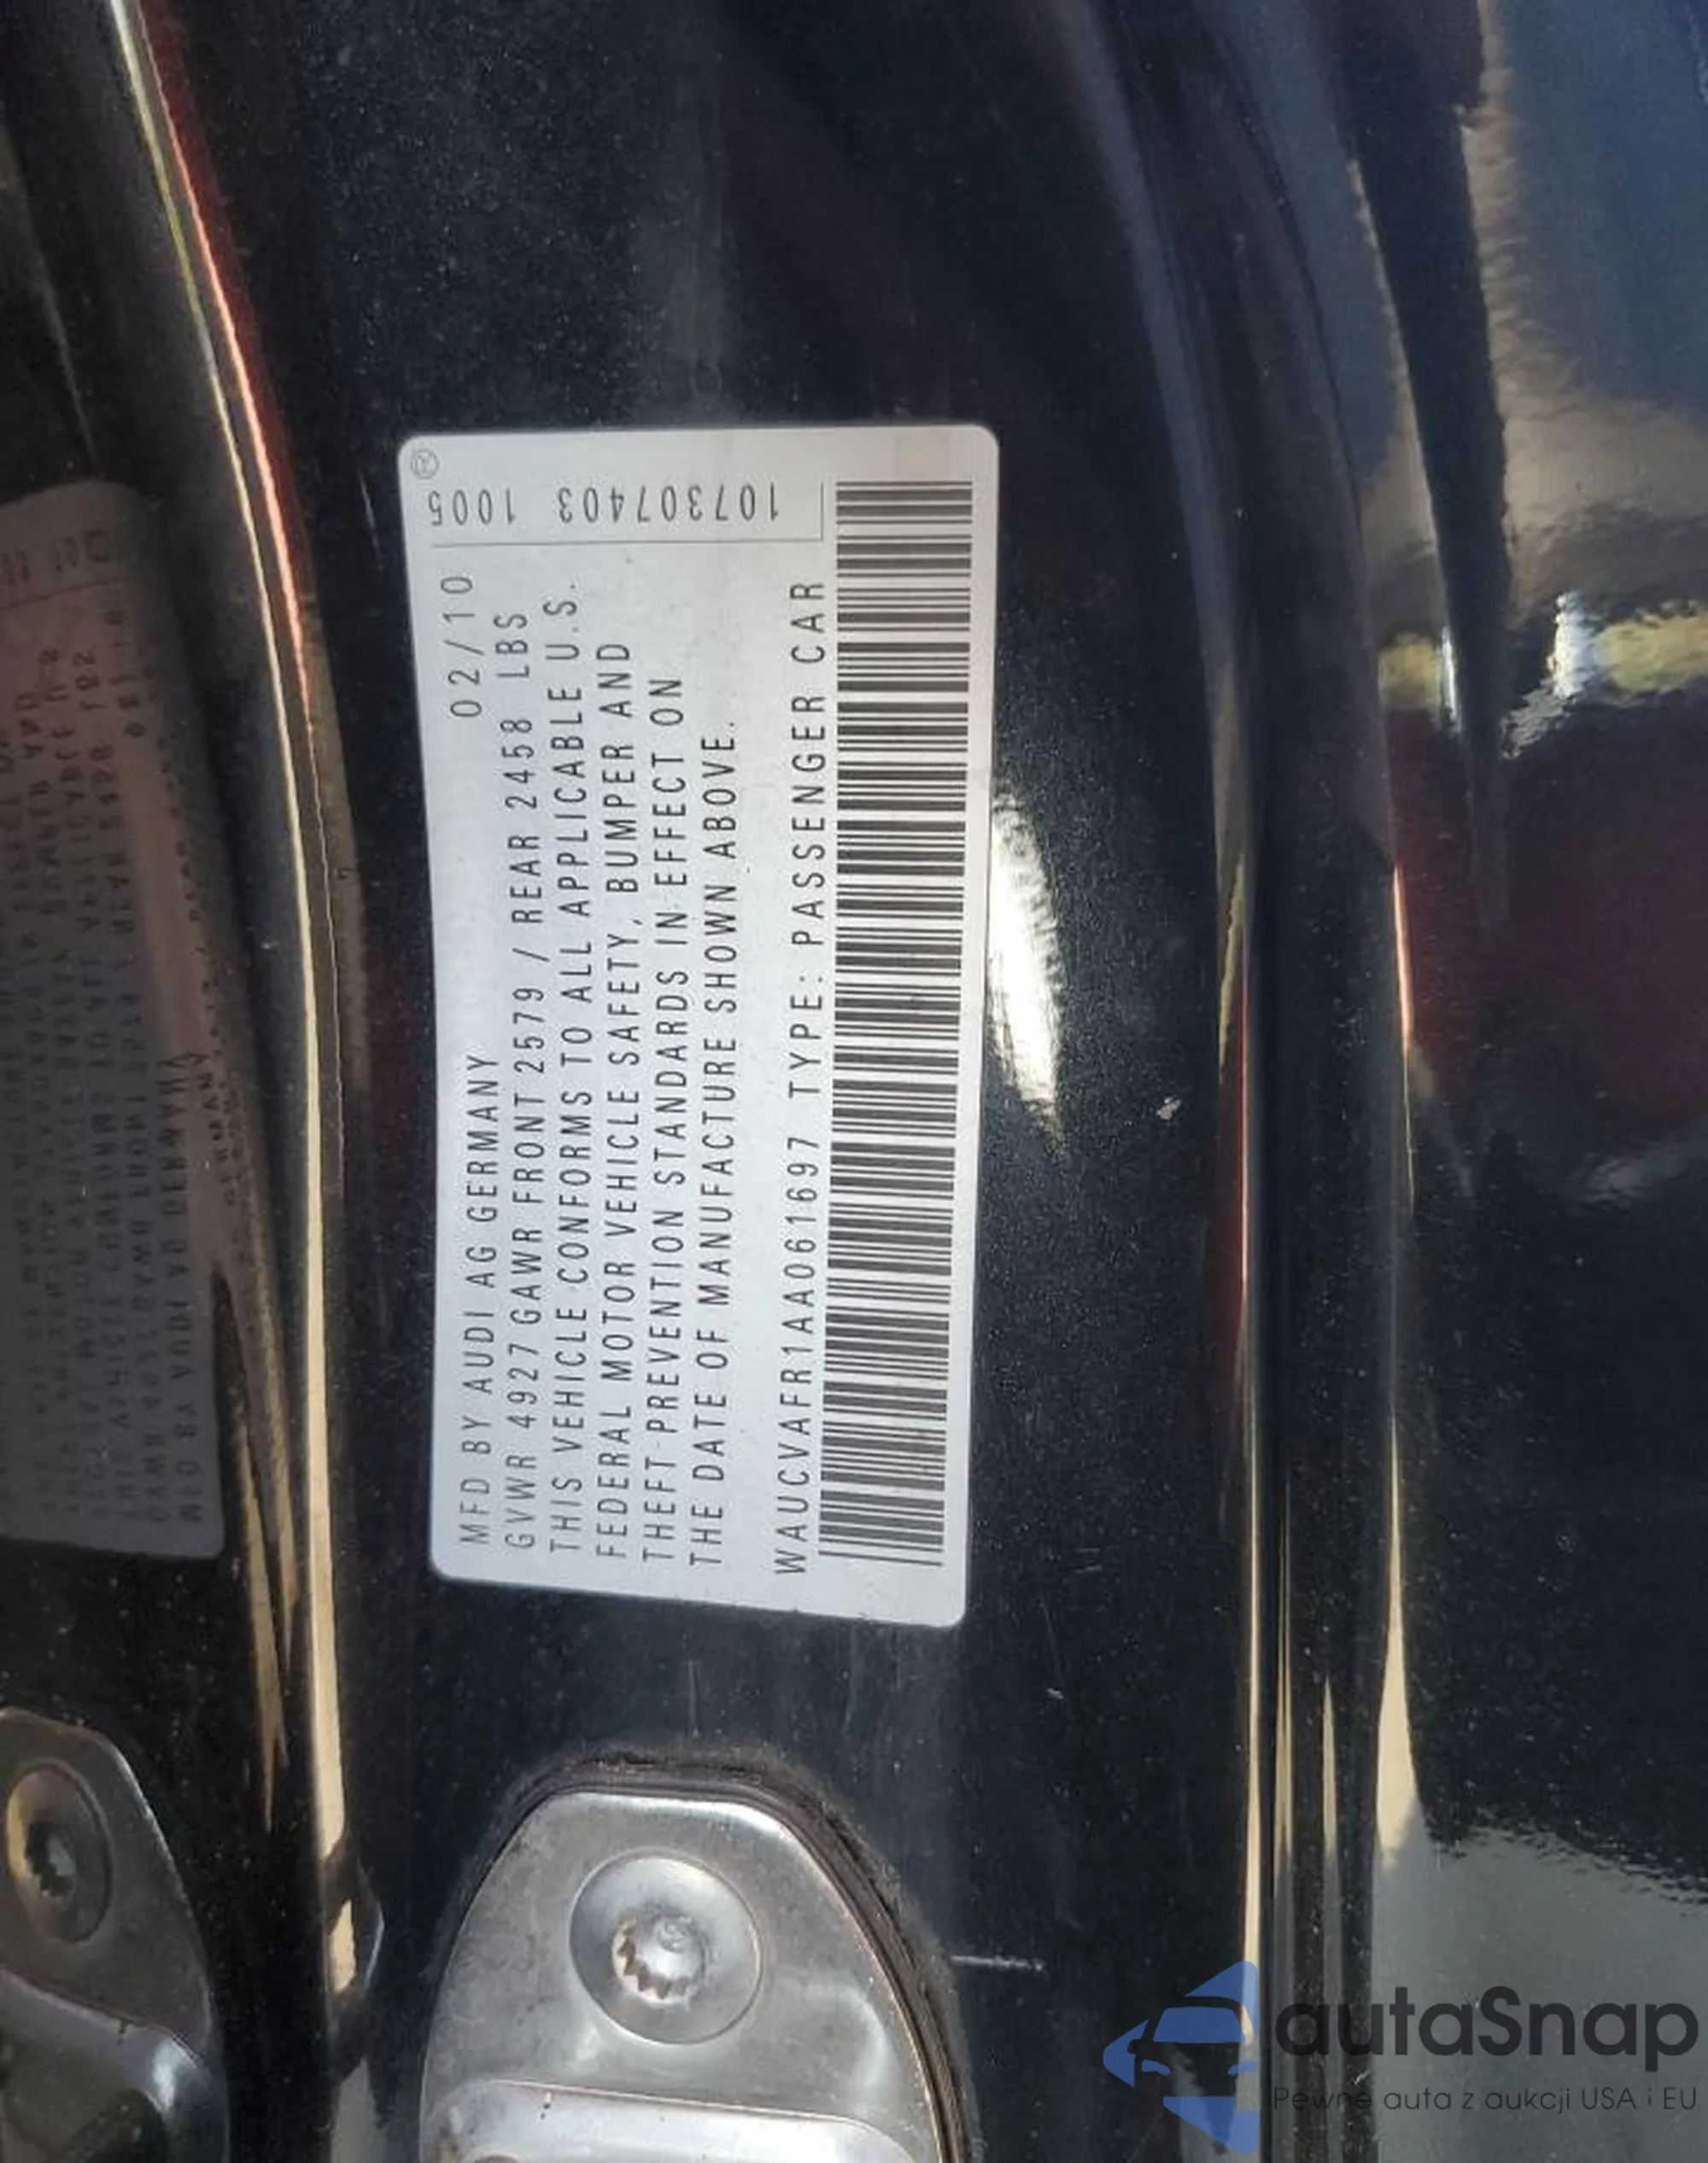 MFD BY AUDI AG GERMANY 02/10
GVWR 4927 GAWR FRONT 2579 / REAR 2458 LBS
THIS VEHICLE CONFORMS TO ALL APPLICABLE U.S.
FEDERAL MOTOR VEHICLE SAFETY, BUMPER AND
THEFT PREVENTION STANDARDS IN EFFECT ON
THE DATE OF MANUFACTURE SHOWN ABOVE.
WAUCVAFR1AA061697 TYPE: PASSENGER CAR
107307403 1005
®
autaSnap
Pewne auta z aukcji USA i EU